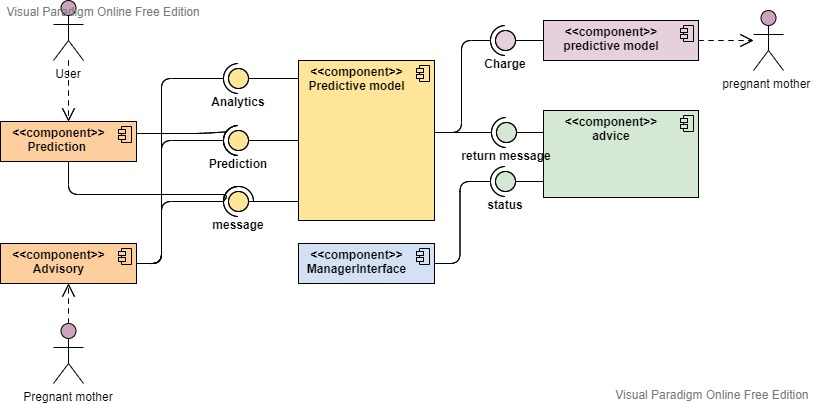 Visual Paradigm Online Free Edition
User
<<component>>
Prediction
<<component>>
Advisory
Pregnant mother
Analytics
Prediction
message
<<component>>
Predictive model
<<component>>
ManagerInterface
Charge
return message
status
<<component>>
predictive model
<<component>>
advice
pregnant mother
Visual Paradigm Online Free Edition